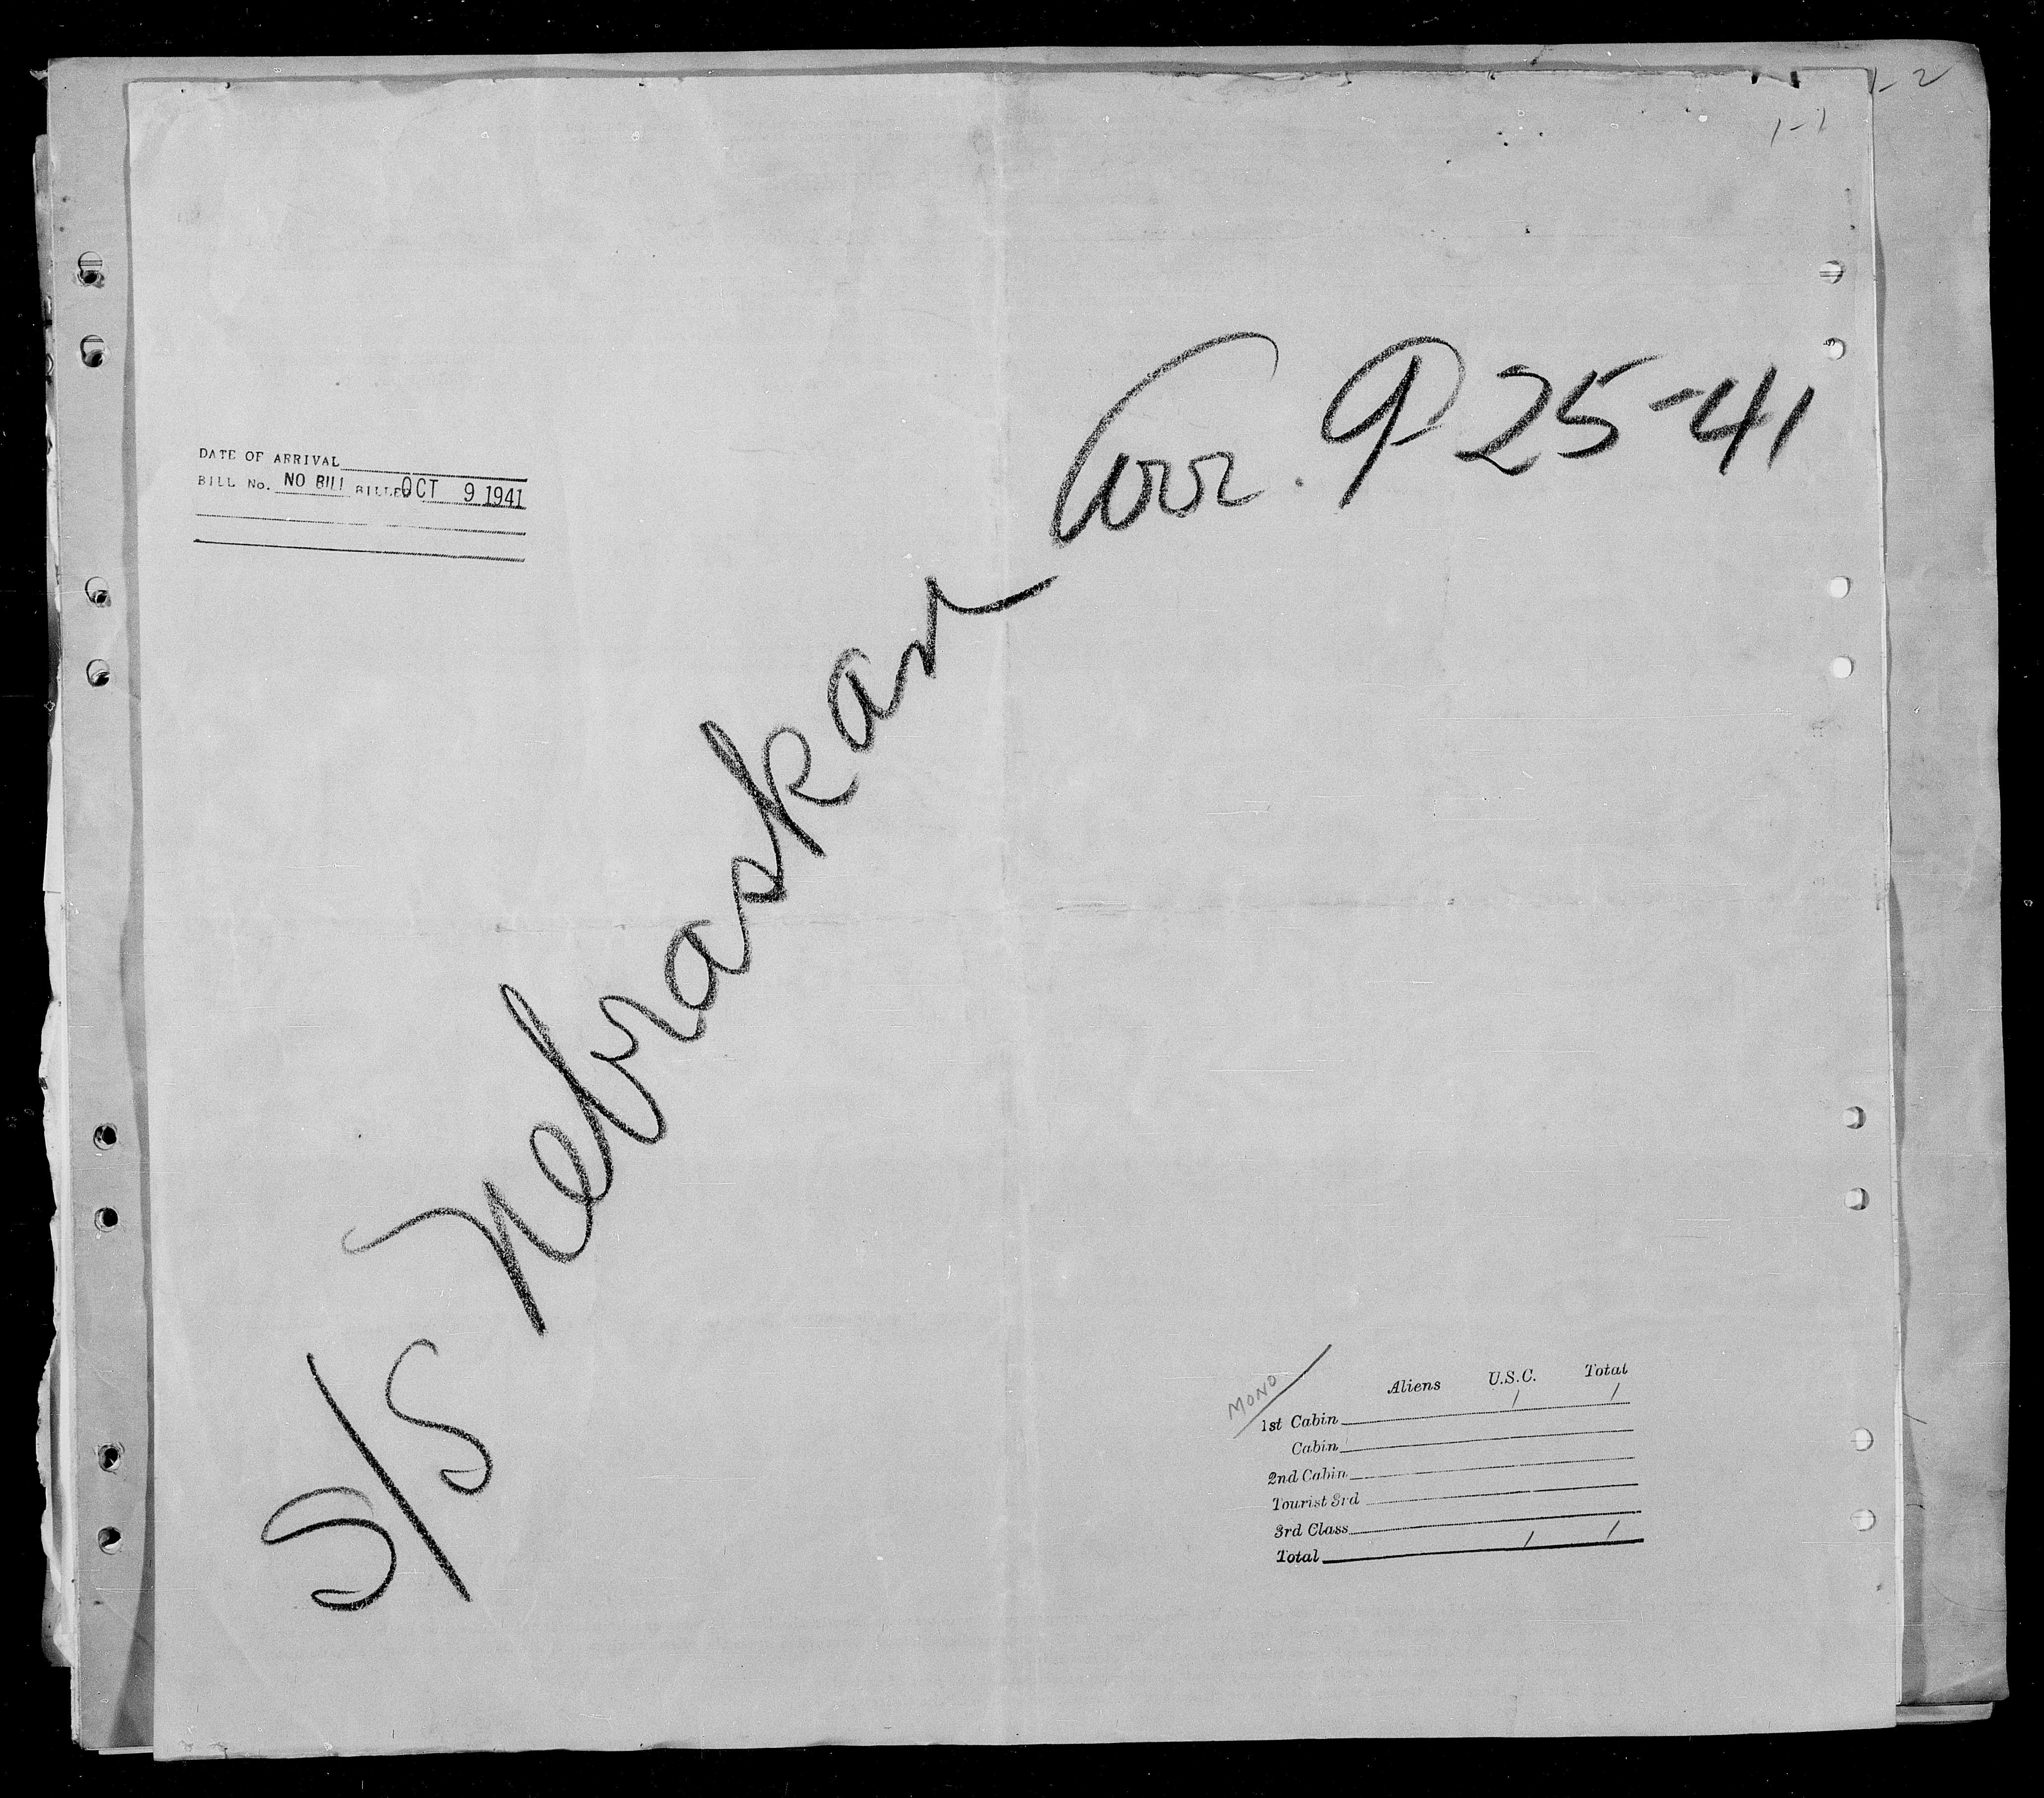 1-2
1-1
Arr. 9-25-41
DATE OF ARRIVAL
BILL No. NO BILL BILLED OCT 9 1941
S/S Nebraskan
MONO
Aliens U.S.C. Total
1st Cabin 1 1
Cabin
2nd Cabin
Tourist 3rd
3rd Class
Total 1 1